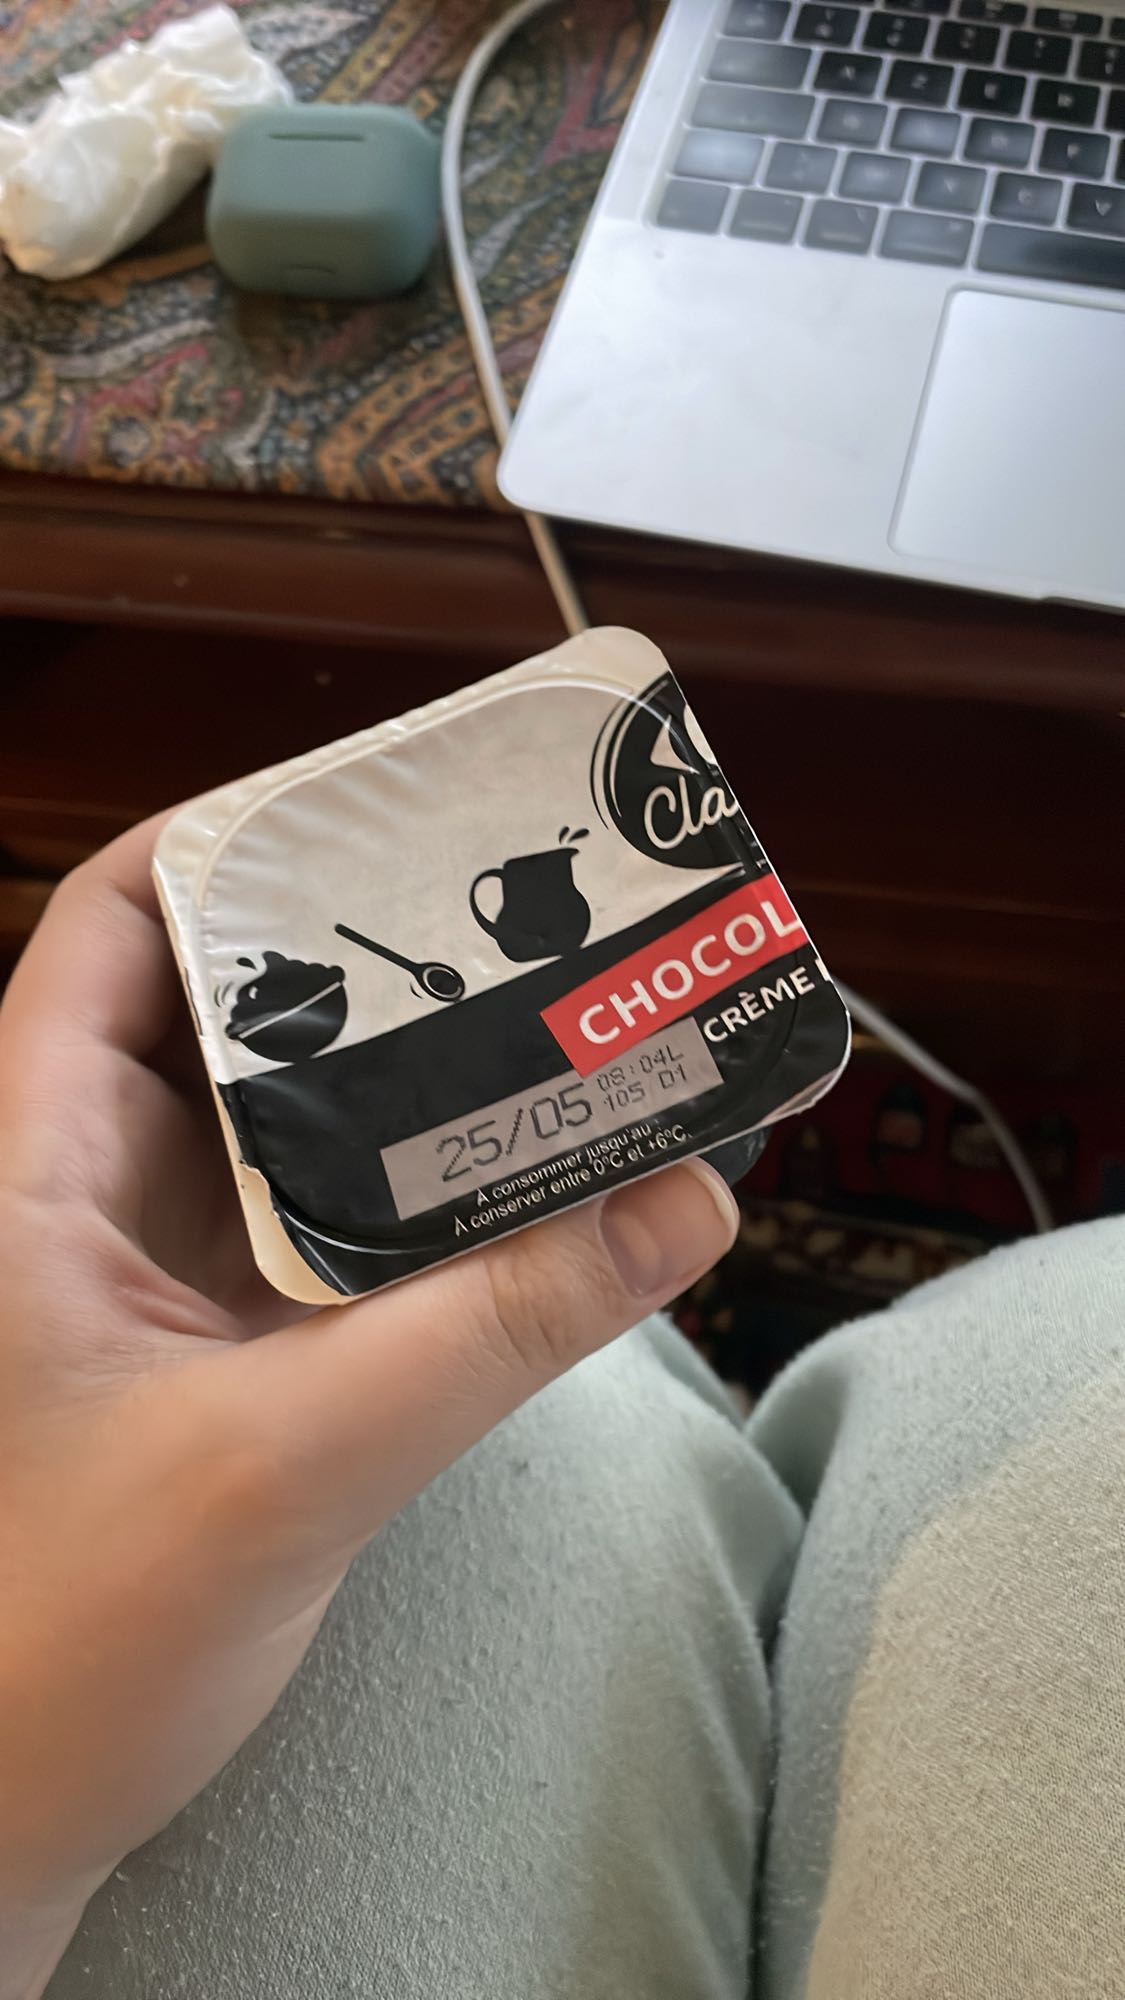 Cla
CHOCOL
CRÈME
25/05
08:04L
105 D1
À consommer jusqu'au
À conserver entre 0°C et +6°C.